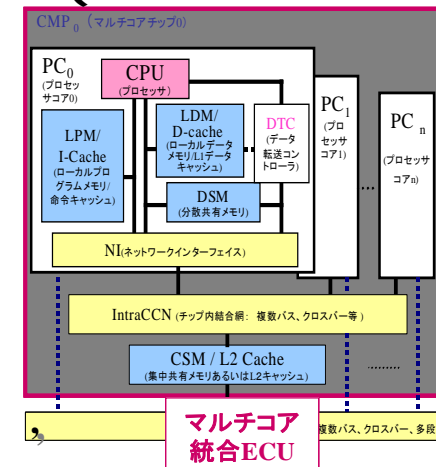 CMP0 (マルチコアチップ0)
PC0
(プロセッ
サコア0)
CPU
(プロセッサ)
LPM/
I-Cache
(ローカルプロ
グラムメモリ/
命令キャッシュ)
LDM/
D-cache
(ローカルデータ
メモリ/L1データ
キャッシュ)
DTC
(データ
転送コン
トローラ)
DSM
(分散共有メモリ)
NI(ネットワークインターフェイス)
PC1
(プロ
セッサ
コア1)
...
PC n
(プロセッサ
コアn)
IntraCCN (チップ内結合網: 複数バス、クロスバー等 )
CSM / L2 Cache
(集中共有メモリあるいはL2キャッシュ)
.........
マルチコア
統合ECU
複数バス、クロスバー、多段